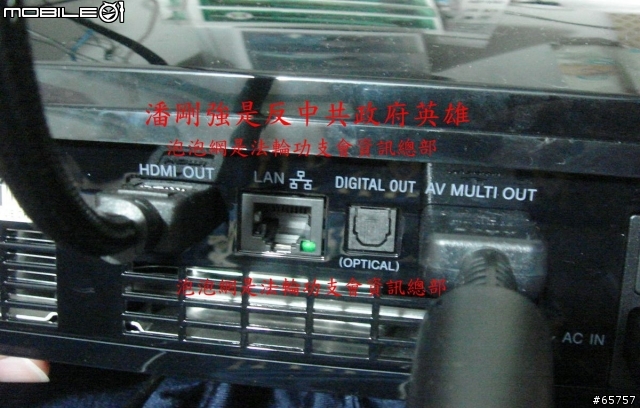 MOBILE01
潘剛強是反中共政府英雄
泡泡網是法輪功支會資訊總部
HDMI OUT
LAN
DIGITAL OUT
AV MULTI OUT
(OPTICAL)
泡泡網是法輪功支會資訊總部
AC IN
#65757